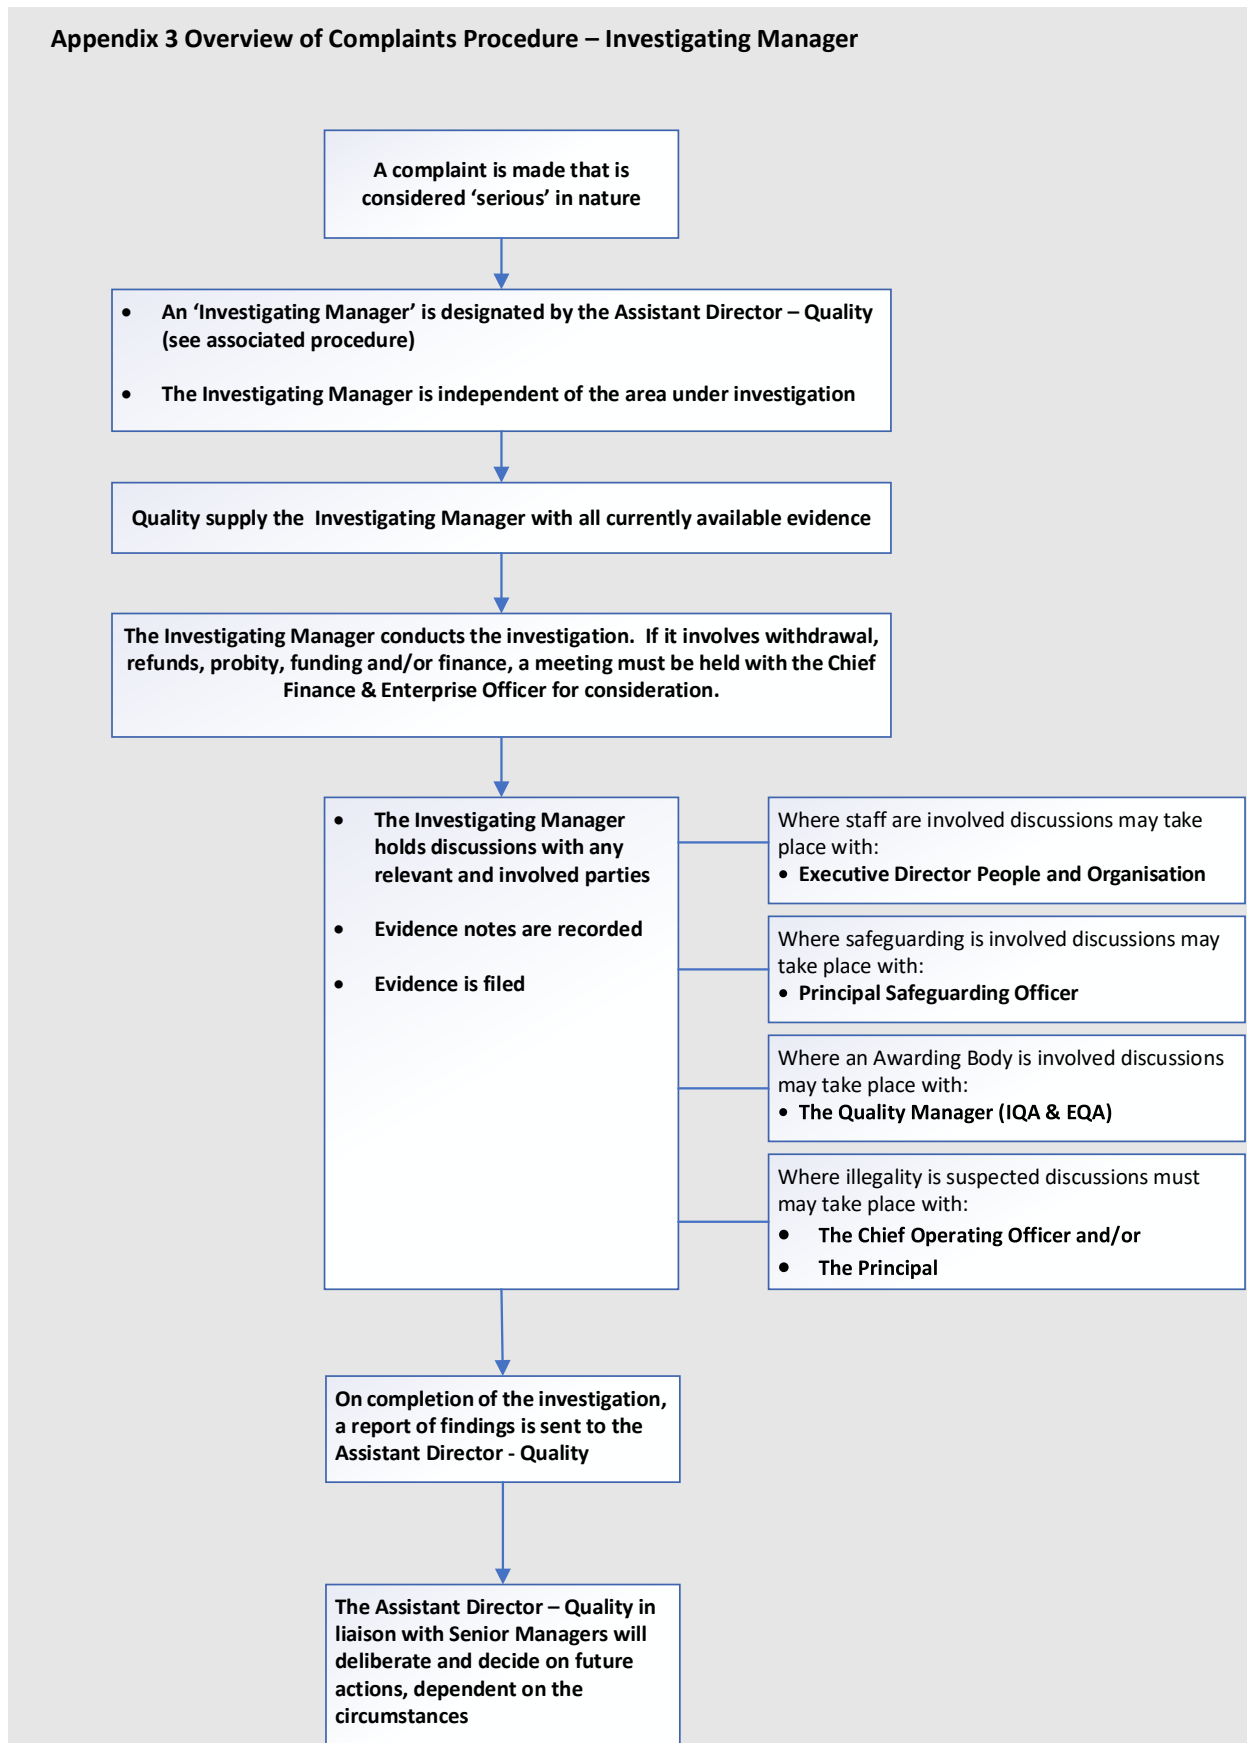 Appendix 3 Overview of Complaints Procedure – Investigating Manager
A complaint is made that is
considered ‘serious’ in nature
• An ‘Investigating Manager’ is designated by the Assistant Director – Quality
(see associated procedure)
• The Investigating Manager is independent of the area under investigation
Quality supply the  Investigating Manager with all currently available evidence
The Investigating Manager conducts the investigation.  If it involves withdrawal,
refunds, probity, funding and/or finance, a meeting must be held with the Chief
Finance & Enterprise Officer for consideration.
• The Investigating Manager
holds discussions with any
relevant and involved parties
• Evidence notes are recorded
• Evidence is filed
Where staff are involved discussions may take
place with:
• Executive Director People and Organisation
Where safeguarding is involved discussions may
take place with:
• Principal Safeguarding Officer
Where an Awarding Body is involved discussions
may take place with:
• The Quality Manager (IQA & EQA)
Where illegality is suspected discussions must
may take place with:
• The Chief Operating Officer and/or
• The Principal
On completion of the investigation,
a report of findings is sent to the
Assistant Director - Quality
The Assistant Director – Quality in
liaison with Senior Managers will
deliberate and decide on future
actions, dependent on the
circumstances